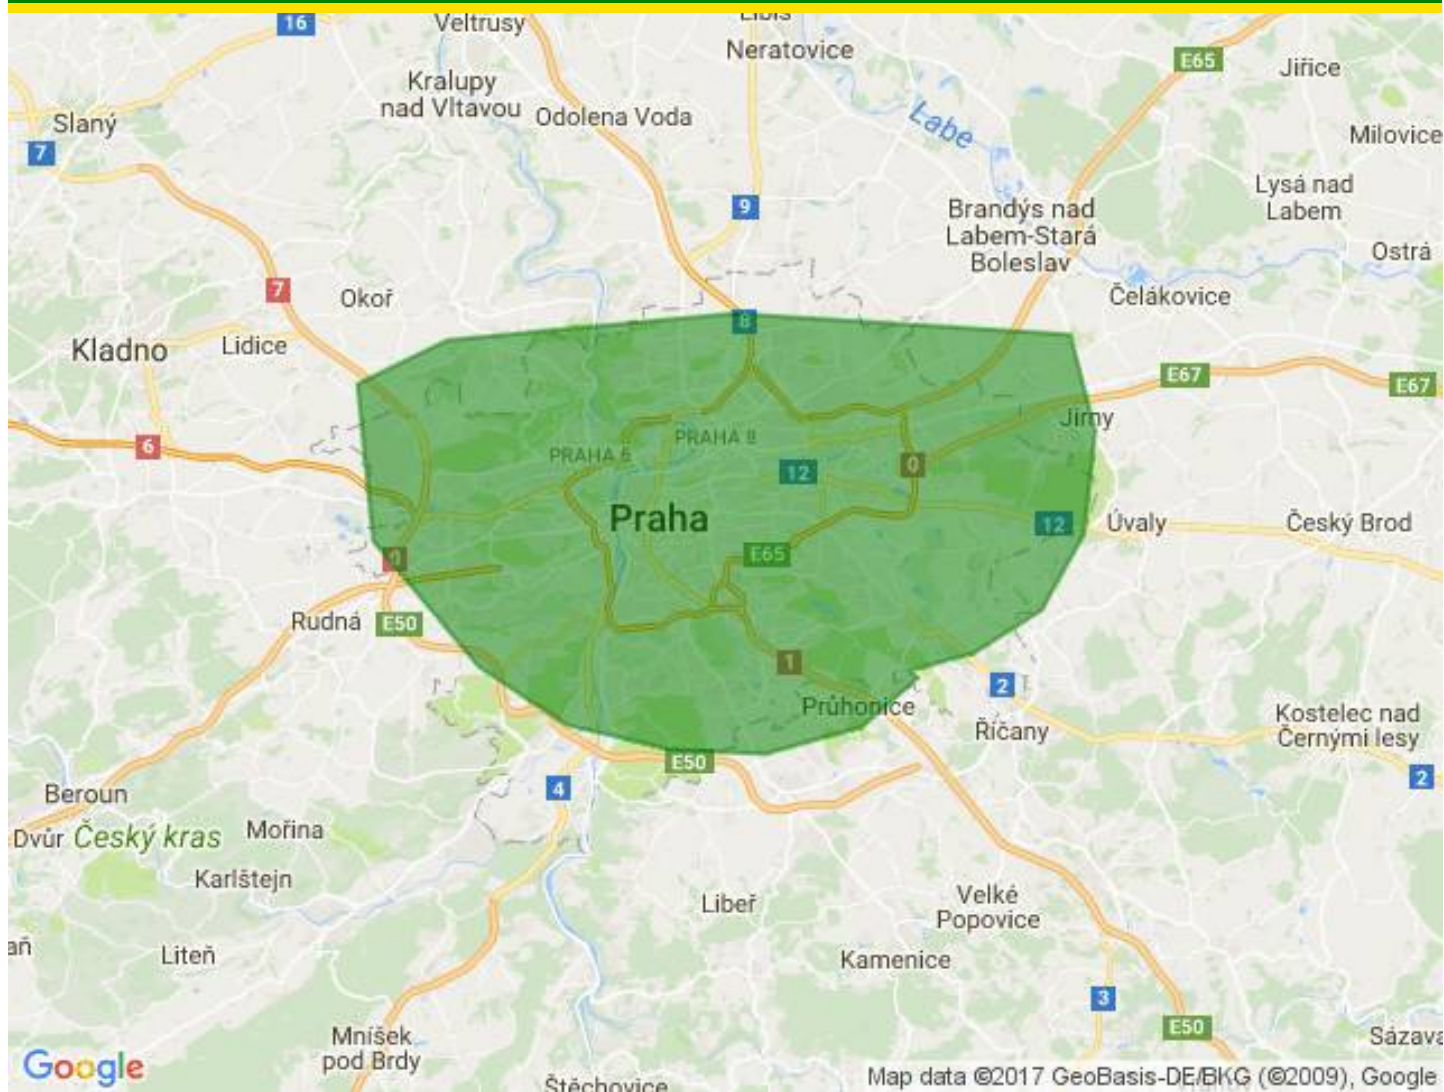 16
Veltrusy
Libiš
Neratovice
E65
Jiřice
Kralupy
nad Vltavou
Odolena Voda
Labe
Slaný
7
Milovice
9
Lysá nad
Labem
Brandýs nad
Labem-Stará
Boleslav
Ostrá
7
Okoř
Čelákovice
8
Kladno
Lidice
E67
E67
Jirny
6
PRAHA 8
PRAHA 6
12
0
Praha
12
Úvaly
Český Brod
0
E65
Rudná
E50
1
2
Průhonice
Říčany
Kostelec nad
Černými lesy
E50
2
4
Beroun
Dvůr
Český kras
Mořina
Karlštejn
Libeř
Velké
Popovice
aň
Liteň
Kamenice
3
E50
Mníšek
pod Brdy
Sázava
Google
Štěchovice
Map data ©2017 GeoBasis-DE/BKG (©2009), Google